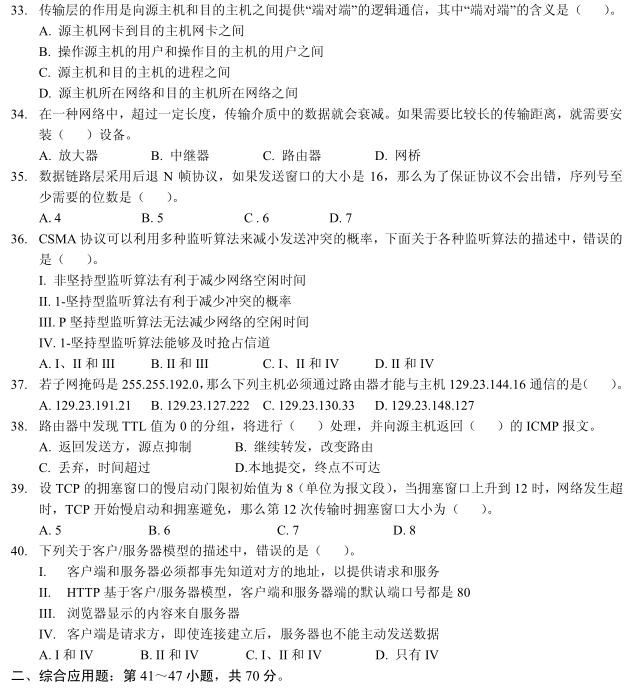 33. 传输层的作用是向源主机和目的主机之间提供“端对端”的逻辑通信，其中“端对端”的含义是（ ）。
A. 源主机网卡到目的主机网卡之间
B. 操作源主机的用户和操作目的主机的用户之间
C. 源主机和目的主机的进程之间
D. 源主机所在网络和目的主机所在网络之间
34. 在一种网络中，超过一定长度，传输介质中的数据就会衰减。如果需要比较长的传输距离，就需要安
装（ ）设备。
A. 放大器 B. 中继器 C. 路由器 D. 网桥
35. 数据链路层采用后退 N 帧协议，如果发送窗口的大小是 16，那么为了保证协议不会出错，序列号至
少需要的位数是（ ）。
A. 4 B. 5 C . 6 D. 7
36. CSMA 协议可以利用多种监听算法来减小发送冲突的概率，下面关于各种监听算法的描述中，错误的
是（ ）。
I. 非坚持型监听算法有利于减少网络空闲时间
II. 1-坚持型监听算法有利于减少冲突的概率
III. P 坚持型监听算法无法减少网络的空闲时间
IV. 1-坚持型监听算法能够及时抢占信道
A. I、II 和 III B. II 和 III C. I、II 和 IV D. II 和 IV
37. 若子网掩码是 255.255.192.0，那么下列主机必须通过路由器才能与主机 129.23.144.16 通信的是（ ）。
A. 129.23.191.21 B. 129.23.127.222 C. 129.23.130.33 D. 129.23.148.127
38. 路由器中发现 TTL 值为 0 的分组，将进行（ ）处理，并向源主机返回（ ）的 ICMP 报文。
A. 返回发送方，源点抑制 B. 继续转发，改变路由
C. 丢弃，时间超过 D.本地提交，终点不可达
39. 设 TCP 的拥塞窗口的慢启动门限初始值为 8（单位为报文段），当拥塞窗口上升到 12 时，网络发生超
时，TCP 开始慢启动和拥塞避免，那么第 12 次传输时拥塞窗口大小为（ ）。
A. 5 B. 6 C. 7 D. 8
40. 下列关于客户/服务器模型的描述中，错误的是（ ）。
I. 客户端和服务器必须都事先知道对方的地址，以提供请求和服务
II. HTTP 基于客户/服务器模型，客户端和服务器端的默认端口号都是 80
III. 浏览器显示的内容来自服务器
IV. 客户端是请求方，即使连接建立后，服务器也不能主动发送数据
A. I 和 IV B. II 和 IV C. I、II 和 IV D. 只有 IV
二、综合应用题：第 41～47 小题，共 70 分。